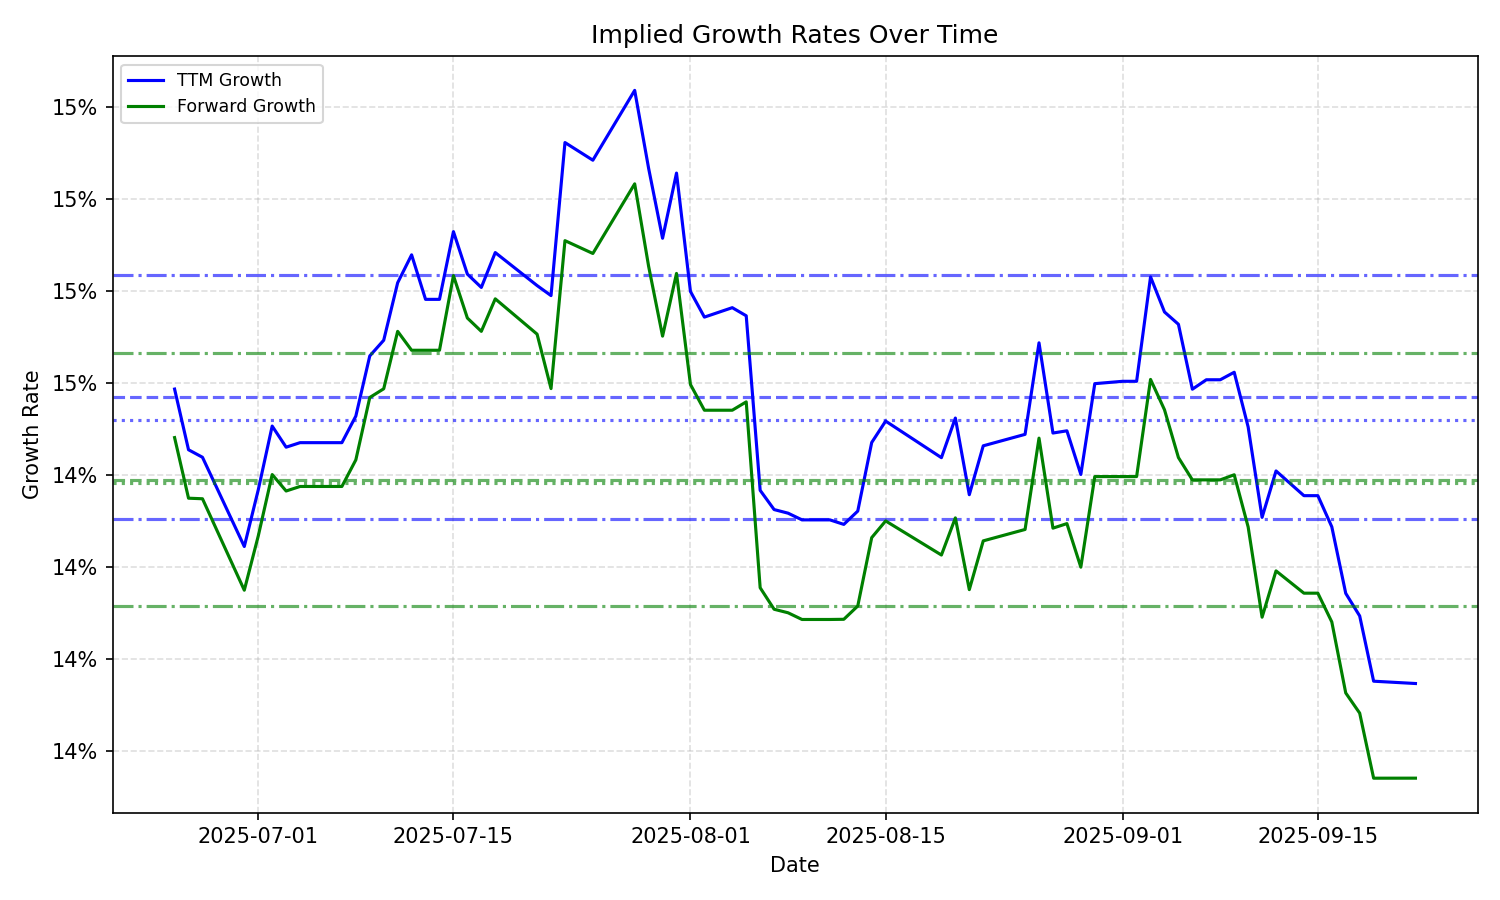 Implied Growth Rates Over Time
TTM Growth
Forward Growth
Growth Rate
15%
15%
15%
15%
14%
14%
14%
14%
2025-07-01
2025-07-15
2025-08-01
2025-08-15
2025-09-01
2025-09-15
Date